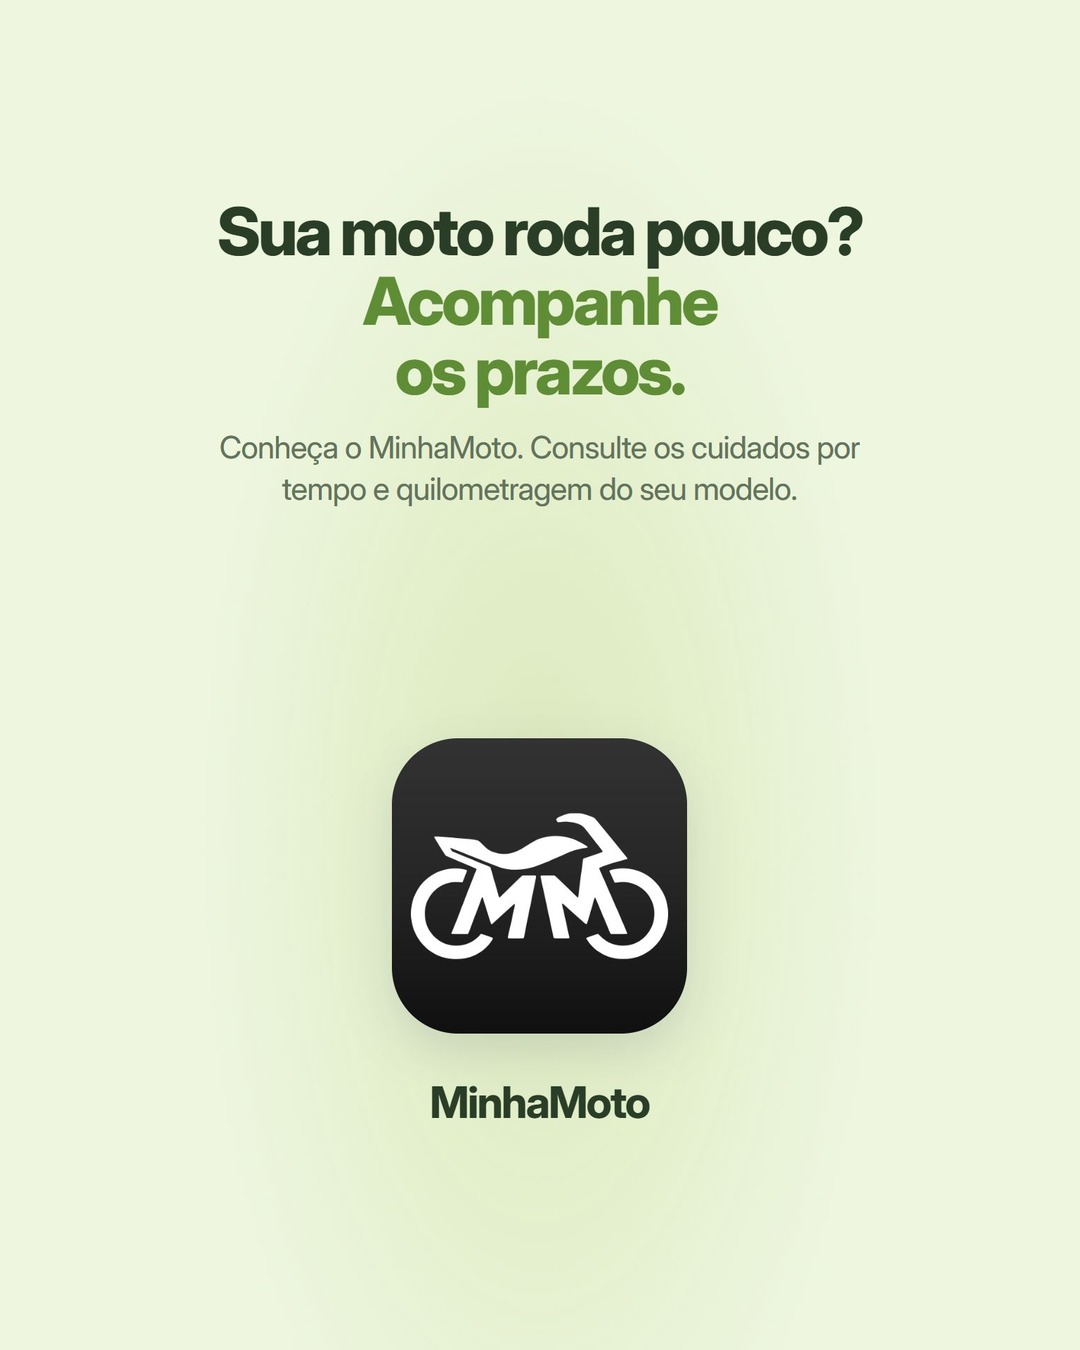 Sua moto roda pouco?
Acompanhe
os prazos.
Conheça o MinhaMoto. Consulte os cuidados por
tempo e quilometragem do seu modelo.
MM
MinhaMoto